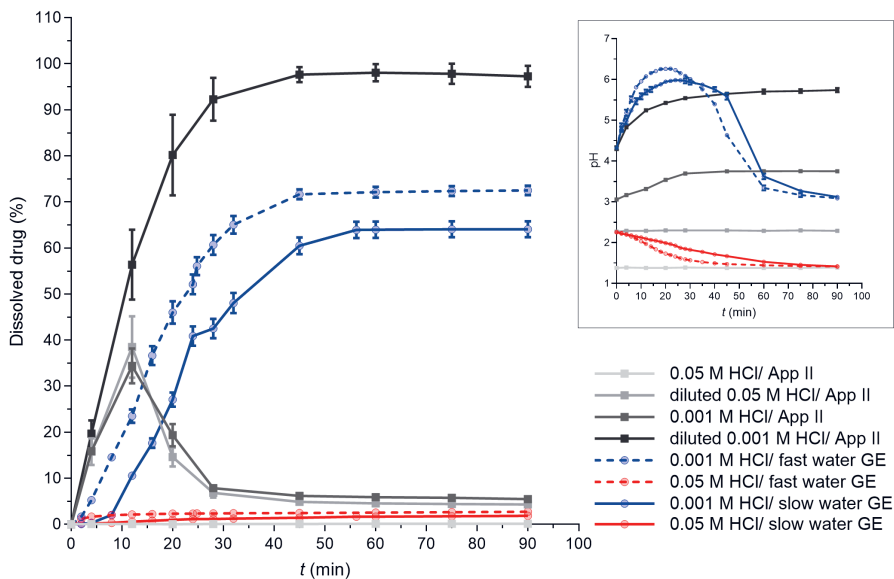 110
100
90
80
70
60
50
40
30
20
10
0
Dissolved drug (%)
0 10 20 30 40 50 60 70 80 90 100
t (min)
7
6
5
4
3
2
1
pH
0 10 20 30 40 50 60 70 80 90 100
t (min)
0.05 M HCl/ App II
diluted 0.05 M HCl/ App II
0.001 M HCl/ App II
diluted 0.001 M HCl/ App II
0.001 M HCl/ fast water GE
0.05 M HCl/ fast water GE
0.001 M HCl/ slow water GE
0.05 M HCl/ slow water GE